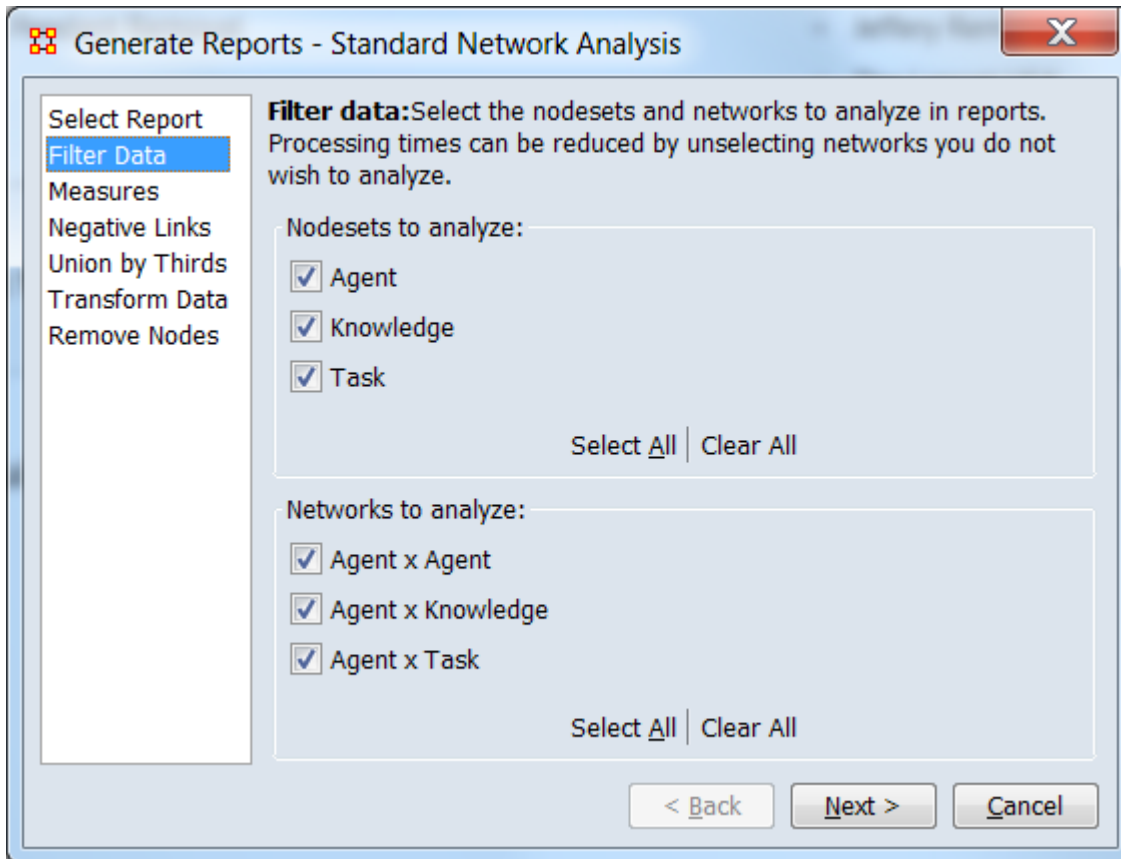 Generate Reports - Standard Network Analysis
Select Report
Filter Data
Measures
Negative Links
Union by Thirds
Transform Data
Remove Nodes
Filter data:Select the nodesets and networks to analyze in reports.
Processing times can be reduced by unselecting networks you do not
wish to analyze.
Nodesets to analyze:
Agent
Knowledge
Task
Select All | Clear All
Networks to analyze:
Agent x Agent
Agent x Knowledge
Agent x Task
Select All | Clear All
< Back Next > Cancel